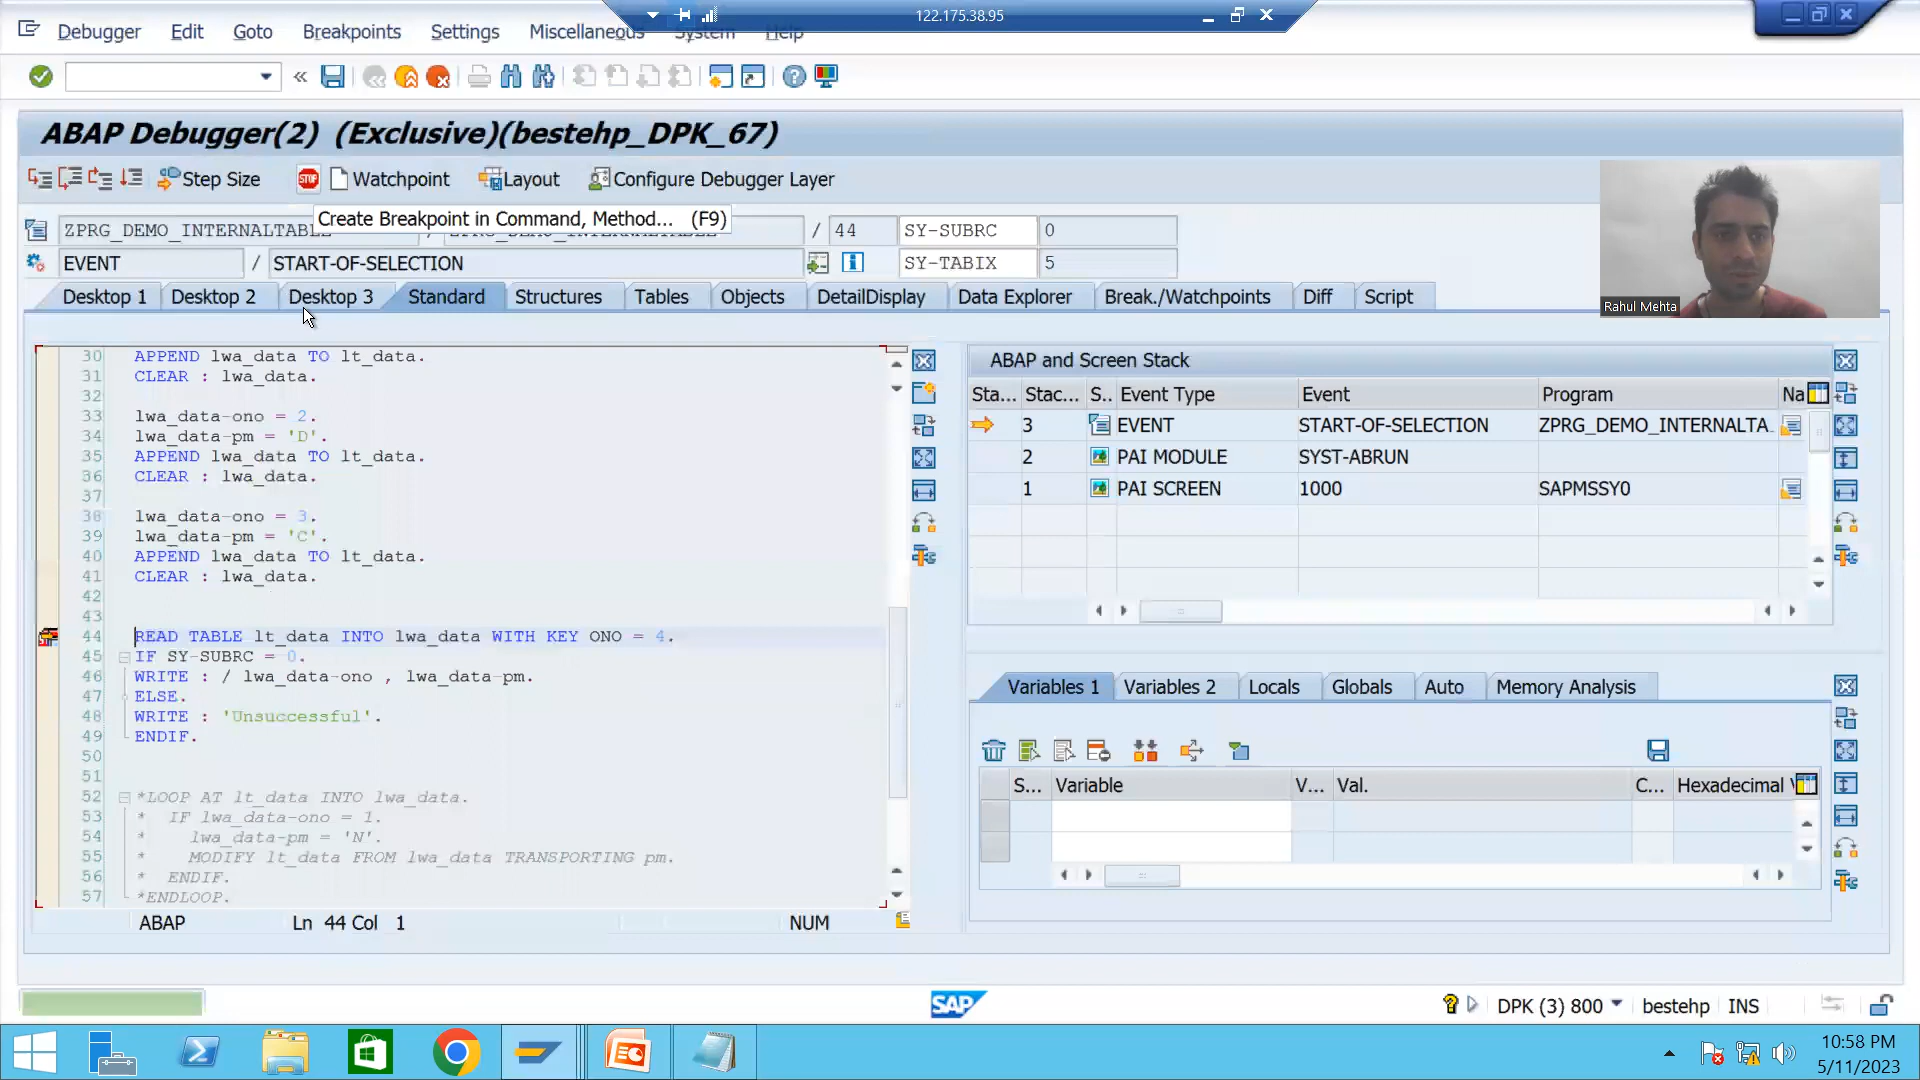 122.175.38.95
Debugger Edit Goto Breakpoints Settings Miscellaneous System Help
ABAP Debugger(2) (Exclusive)(bestehp_DPK_67)
Step Size STOP Watchpoint Layout Configure Debugger Layer
Create Breakpoint in Command, Method... (F9)
ZPRG_DEMO_INTERNALTABLE / ZPRG_DEMO_INTERNALTABLE / 44 SY-SUBRC 0
EVENT / START-OF-SELECTION SY-TABIX 5
Rahul Mehta
Desktop 1 Desktop 2 Desktop 3 Standard Structures Tables Objects DetailDisplay Data Explorer Break./Watchpoints Diff Script
30 APPEND lwa_data TO lt_data.
31 CLEAR : lwa_data.
32
33 lwa_data-ono = 2.
34 lwa_data-pm = 'D'.
35 APPEND lwa_data TO lt_data.
36 CLEAR : lwa_data.
37
38 lwa_data-ono = 3.
39 lwa_data-pm = 'C'.
40 APPEND lwa_data TO lt_data.
41 CLEAR : lwa_data.
42
43
44 READ TABLE lt_data INTO lwa_data WITH KEY ONO = 4.
45 IF SY-SUBRC = 0.
46 WRITE : / lwa_data-ono , lwa_data-pm.
47 ELSE.
48 WRITE : 'Unsuccessful'.
49 ENDIF.
50
51
52 *LOOP AT lt_data INTO lwa_data.
53 * IF lwa_data-ono = 1.
54 * lwa_data-pm = 'N'.
55 * MODIFY lt_data FROM lwa_data TRANSPORTING pm.
56 * ENDIF.
57 *ENDLOOP.
ABAP Ln 44 Col 1 NUM
ABAP and Screen Stack
Sta... Stac... S.. Event Type Event Program Na
3 EVENT START-OF-SELECTION ZPRG_DEMO_INTERNALTA
2 PAI MODULE SYST-ABRUN
1 PAI SCREEN 1000 SAPMSSY0
Variables 1 Variables 2 Locals Globals Auto Memory Analysis
S... Variable V... Val. C... Hexadecimal V
SAP DPK (3) 800 bestehp INS
10:58 PM
5/11/2023